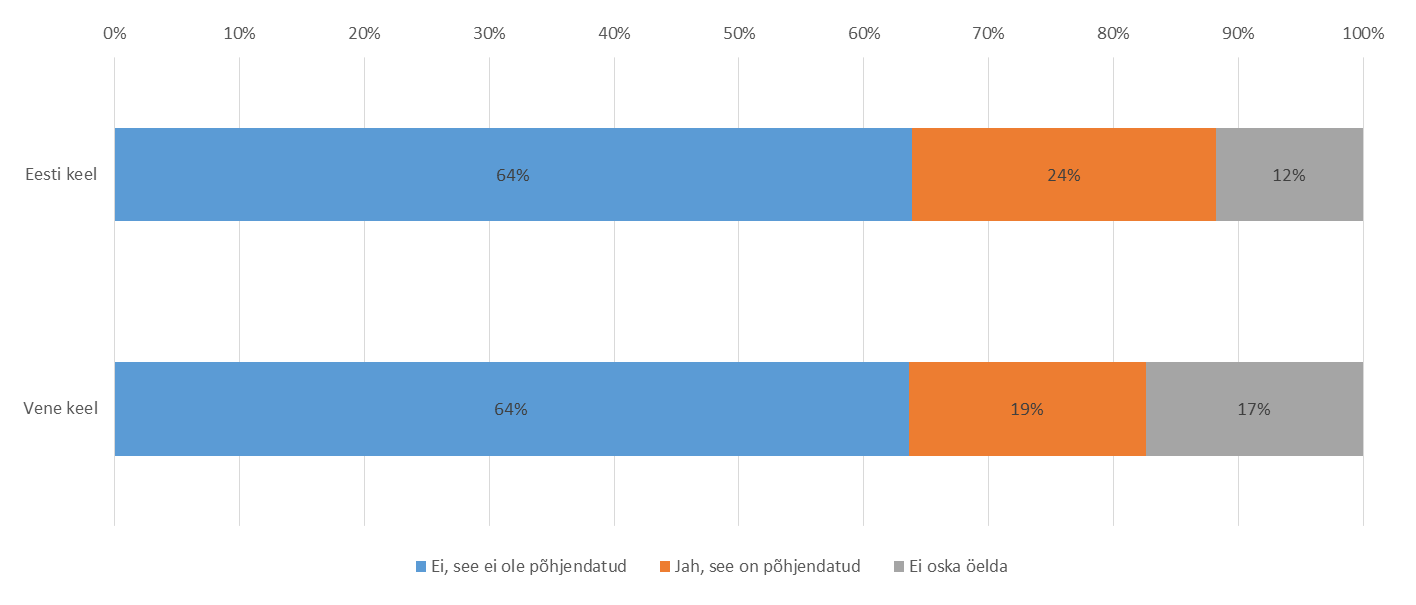 0% 10% 20% 30% 40% 50% 60% 70% 80% 90% 100%
Eesti keel 64% 24% 12%
Vene keel 64% 19% 17%
Ei, see ei ole põhjendatud Jah, see on põhjendatud Ei oska öelda